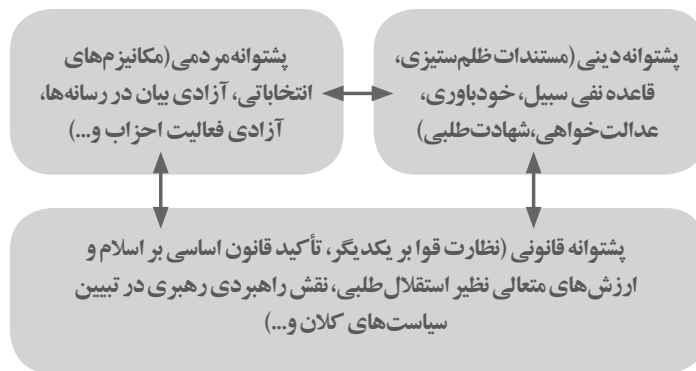 پشتوانه دینی (مستندات ظلم‌ستیزی،
قاعده نفی سبیل، خودباوری،
عدالت‌خواهی،شهادت‌طلبی)
پشتوانه مردمی (مکانیزم‌های
انتخاباتی، آزادی بیان در رسانه‌ها،
آزادی فعالیت احزاب و...)
پشتوانه قانونی (نظارت قوا بر یکدیگر، تأکید قانون اساسی بر اسلام و
ارزش‌های متعالی نظیر استقلال‌طلبی، نقش راهبردی رهبری در تبیین
سیاست‌های کلان و...)